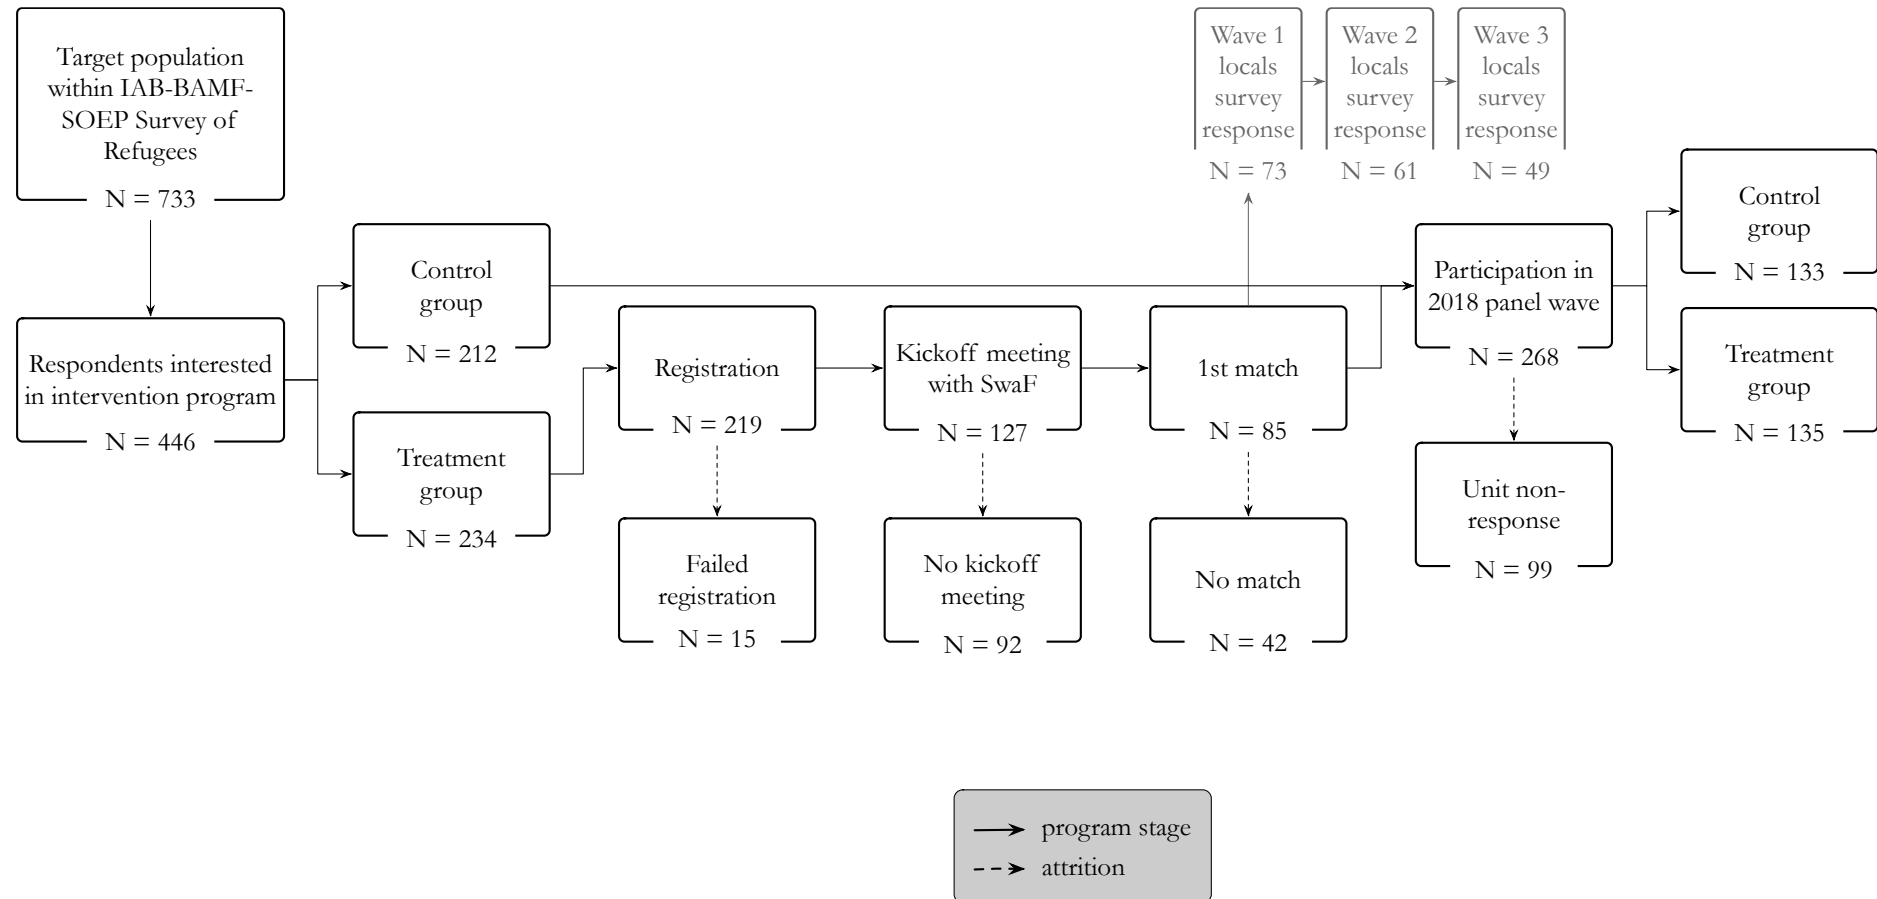 Target population
within IAB-BAMF-
SOEP Survey of
Refugees
N = 733
Respondents interested
in intervention program
N = 446
Control
group
N = 212
Treatment
group
N = 234
Registration
N = 219
Failed
registration
N = 15
Kickoff meeting
with SwaF
N = 127
No kickoff
meeting
N = 92
1st match
N = 85
No match
N = 42
Wave 1
locals
survey
response
N = 73
Wave 2
locals
survey
response
N = 61
Wave 3
locals
survey
response
N = 49
Participation in
2018 panel wave
N = 268
Unit non-
response
N = 99
Control
group
N = 133
Treatment
group
N = 135
program stage
attrition